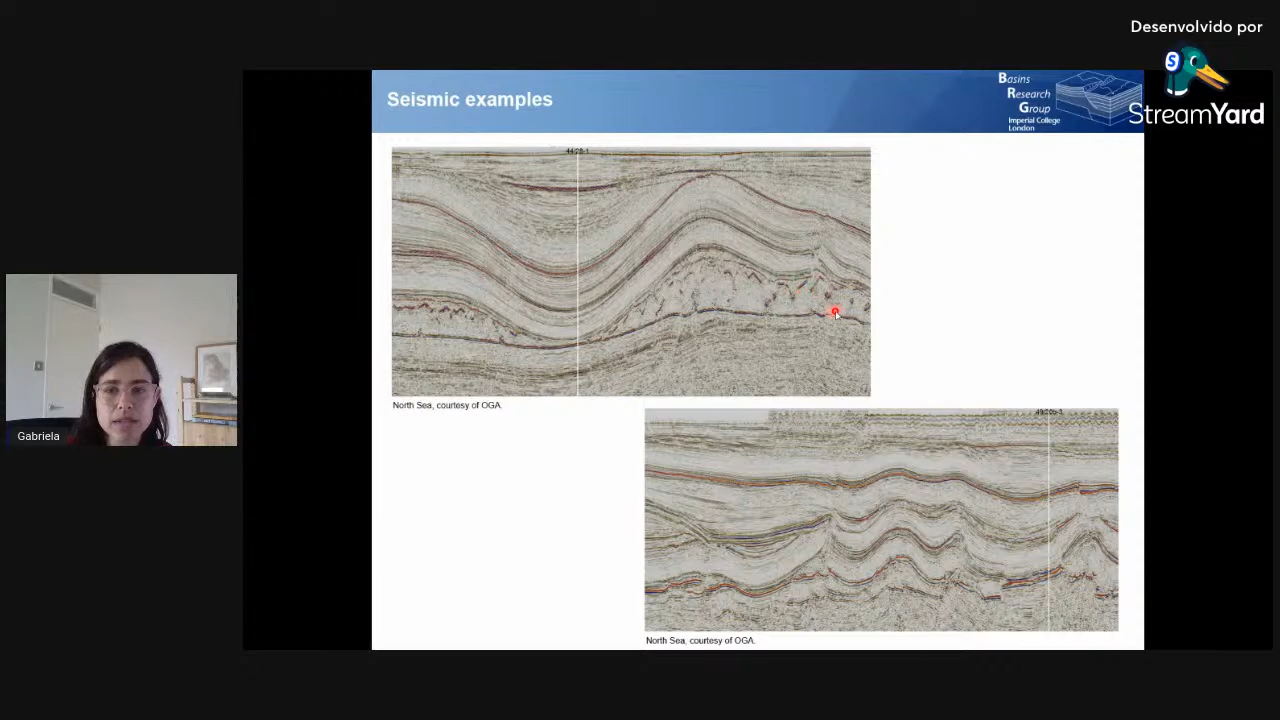 Desenvolvido por
StreamYard
Seismic examples
Basins
Research
Group
Imperial College
London
North Sea, courtesy of OGA.
North Sea, courtesy of OGA.
Gabriela